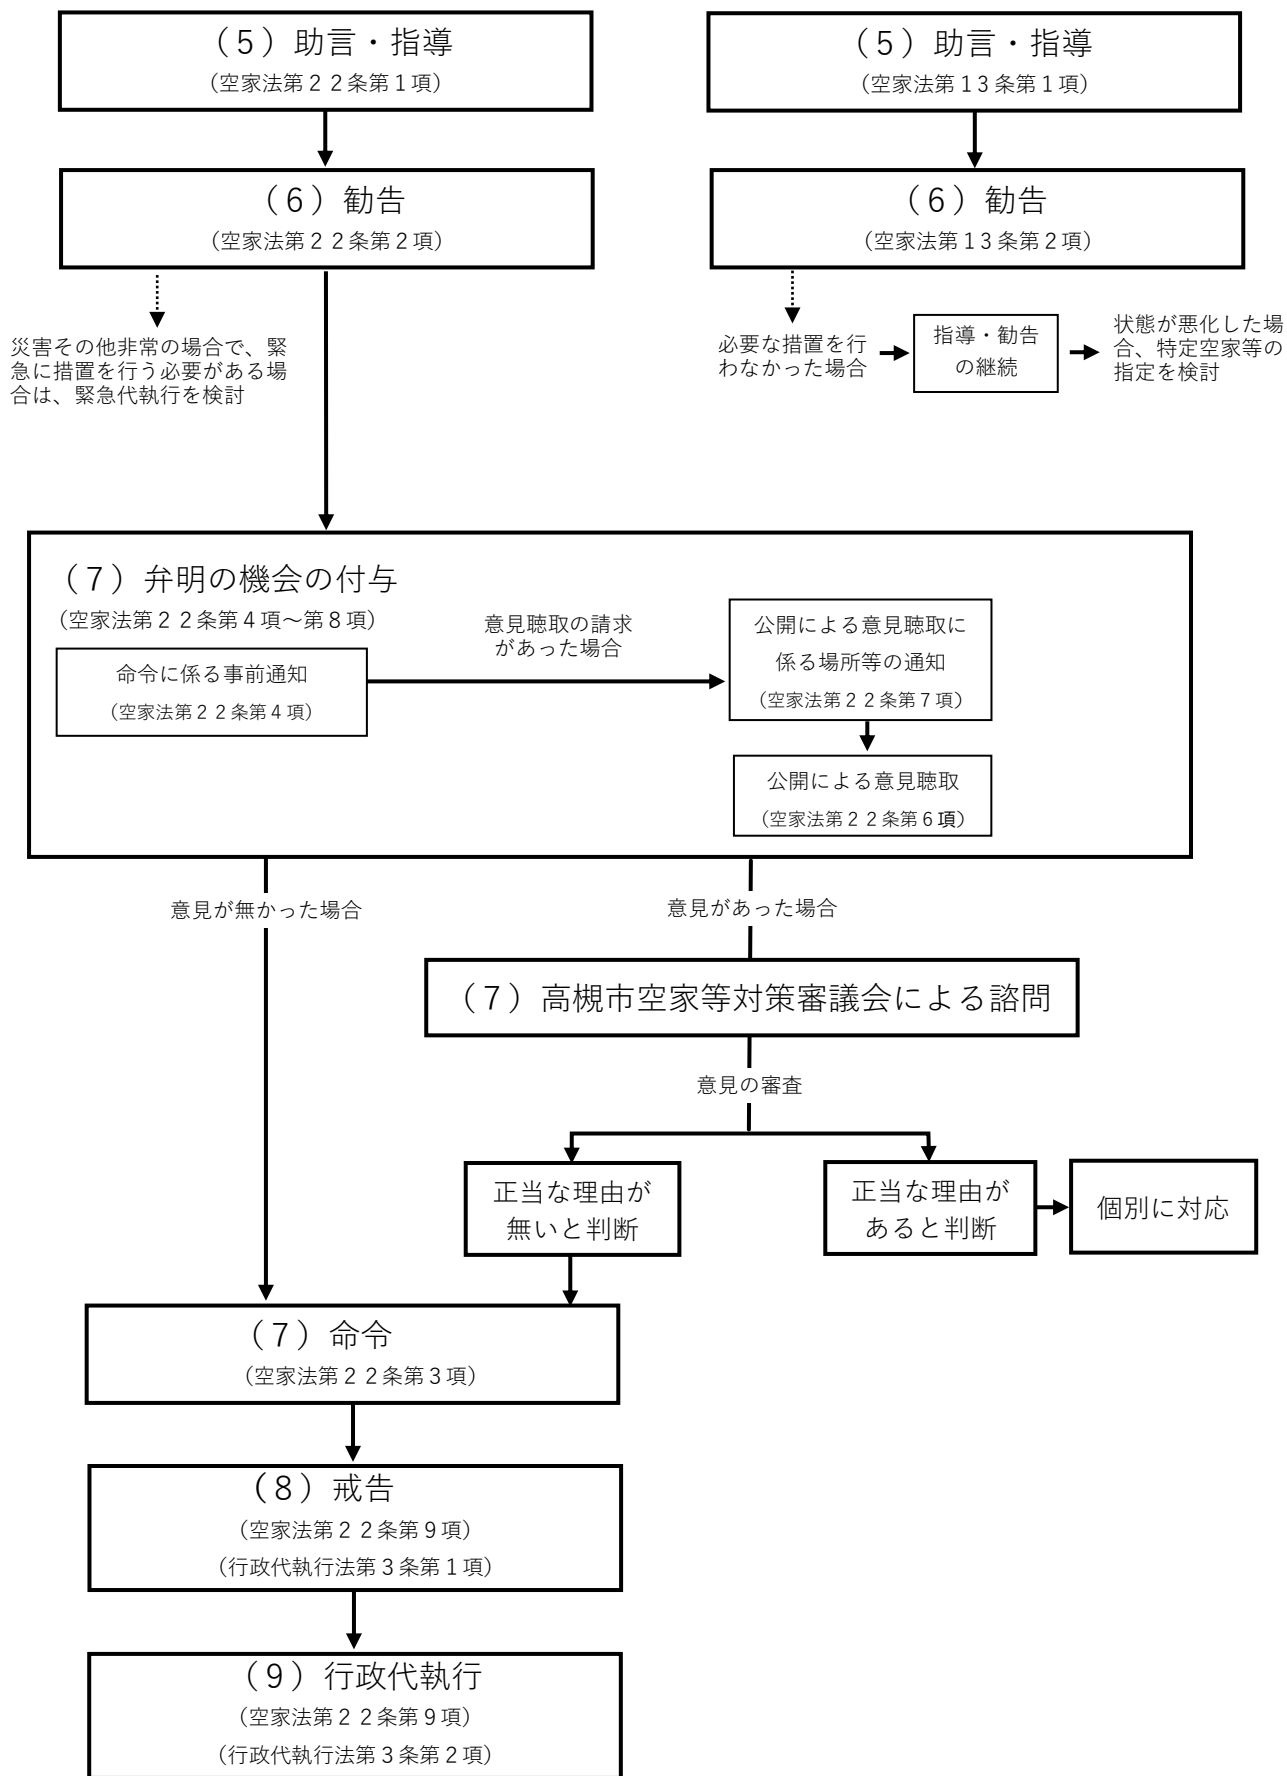 （5）助言・指導
（空家法第２２条第１項）
（5）助言・指導
（空家法第13条第１項）
（6）勧告
（空家法第２２条第２項）
（6）勧告
（空家法第13条第２項）
災害その他非常の場合で、緊
急に措置を行う必要がある場
合は、緊急代執行を検討
必要な措置を行
わなかった場合
指導・勧告
の継続
状態が悪化した場
合、特定空家等の
指定を検討
（7）弁明の機会の付与
（空家法第２２条第４項～第８項）
命令に係る事前通知
（空家法第２２条第４項）
意見聴取の請求
があった場合
公開による意見聴取に
係る場所等の通知
（空家法第２２条第７項）
公開による意見聴取
（空家法第２２条第６項）
意見が無かった場合
意見があった場合
（7）高槻市空家等対策審議会による諮問
意見の審査
正当な理由が
無いと判断
正当な理由が
あると判断
個別に対応
（7）命令
（空家法第２２条第３項）
（8）戒告
（空家法第２２条第９項）
（行政代執行法第３条第１項）
（9）行政代執行
（空家法第２２条第９項）
（行政代執行法第３条第２項）